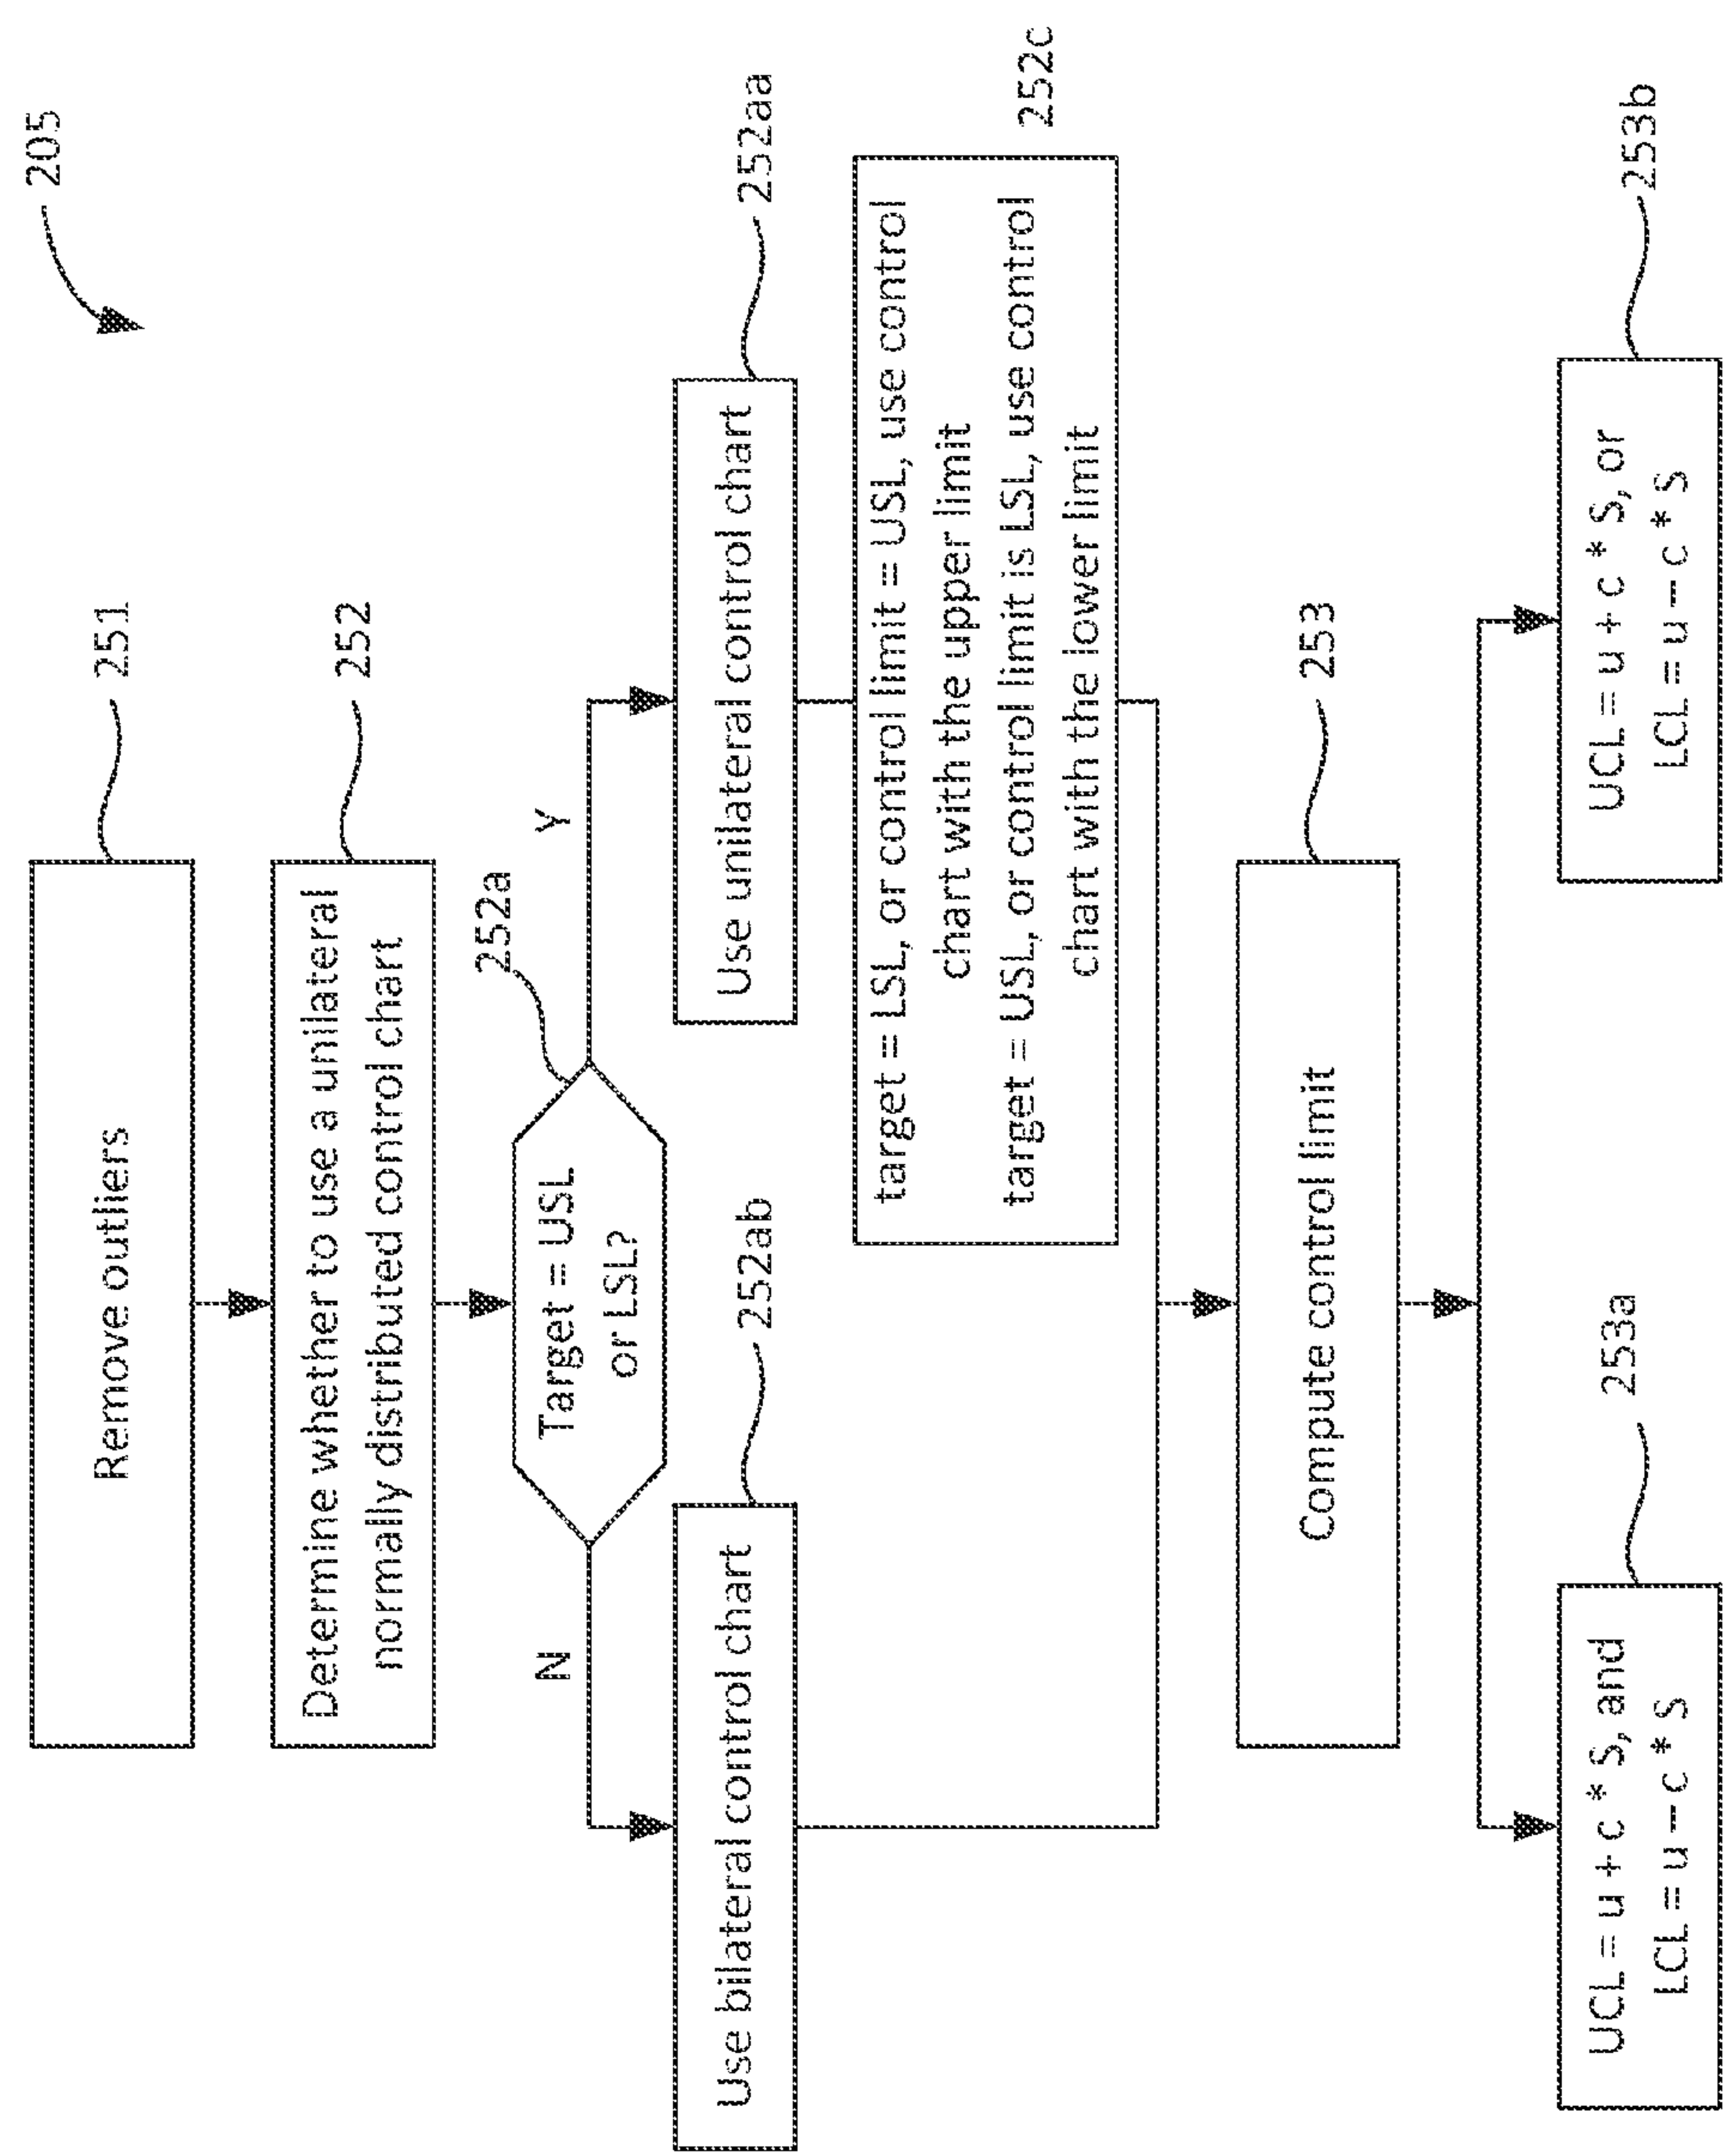 205
Remove outliers
251
Determine whether to use a unilateral
normally distributed control chart
252
252a
Target = USL
or LSL?
N
Y
Use bilateral control chart
252ab
Use unilateral control chart
252aa
target = LSL, or control limit = USL, use control
chart with the upper limit
target = USL, or control limit is LSL, use control
chart with the lower limit
252c
Compute control limit
253
UCL = u + c * S, and
LCL = u – c * S
253a
UCL = u + c * S, or
LCL = u – c * S
253b